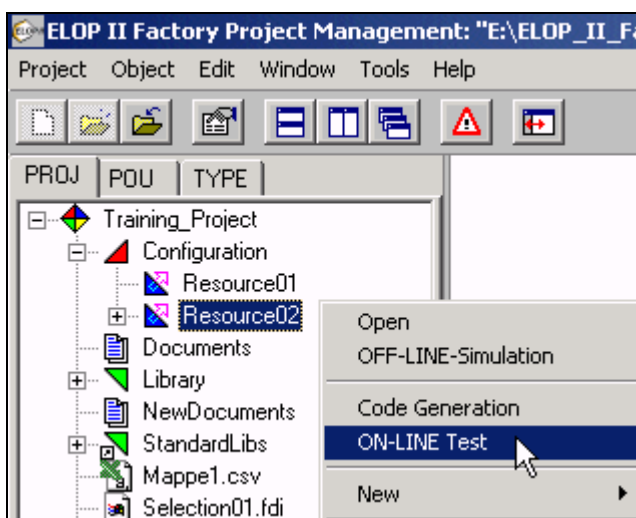 ELOP II Factory Project Management: "E:\ELOP_II_Fa
Project Object Edit Window Tools Help
PROJ POU TYPE
Training_Project
Configuration
Resource01
Resource02
Documents
Library
NewDocuments
StandardLibs
Mappe1.csv
Selection01.fdi
Open
OFF-LINE-Simulation
Code Generation
ON-LINE Test
New